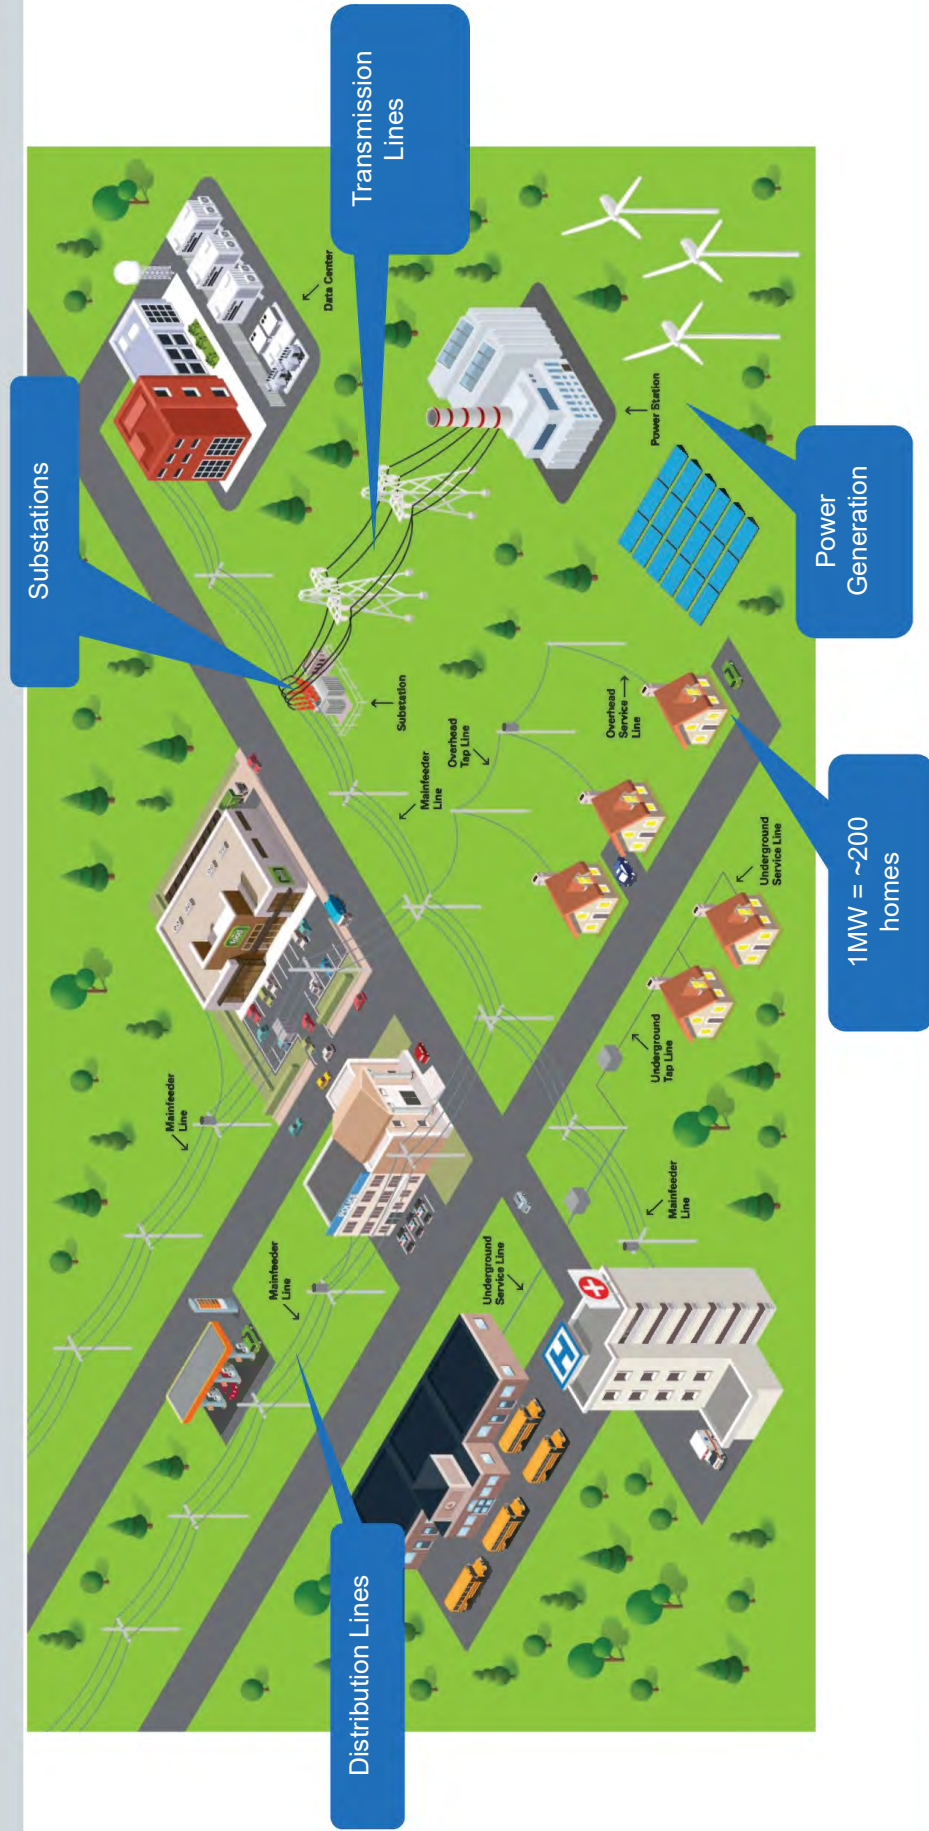 Substations
Mainfeeder
Line
FOOD
Mainfeeder
Line
Data Center
POLICE
Distribution Lines
Transmission
Lines
Substation
Mainfeeder
Line
Overhead
Tap Line
Underground
Service Line
H
Overhead
Service
Line
Power Station
Underground
Tap Line
Mainfeeder
Line
Underground
Service Line
Power
Generation
1MW = ~200
homes